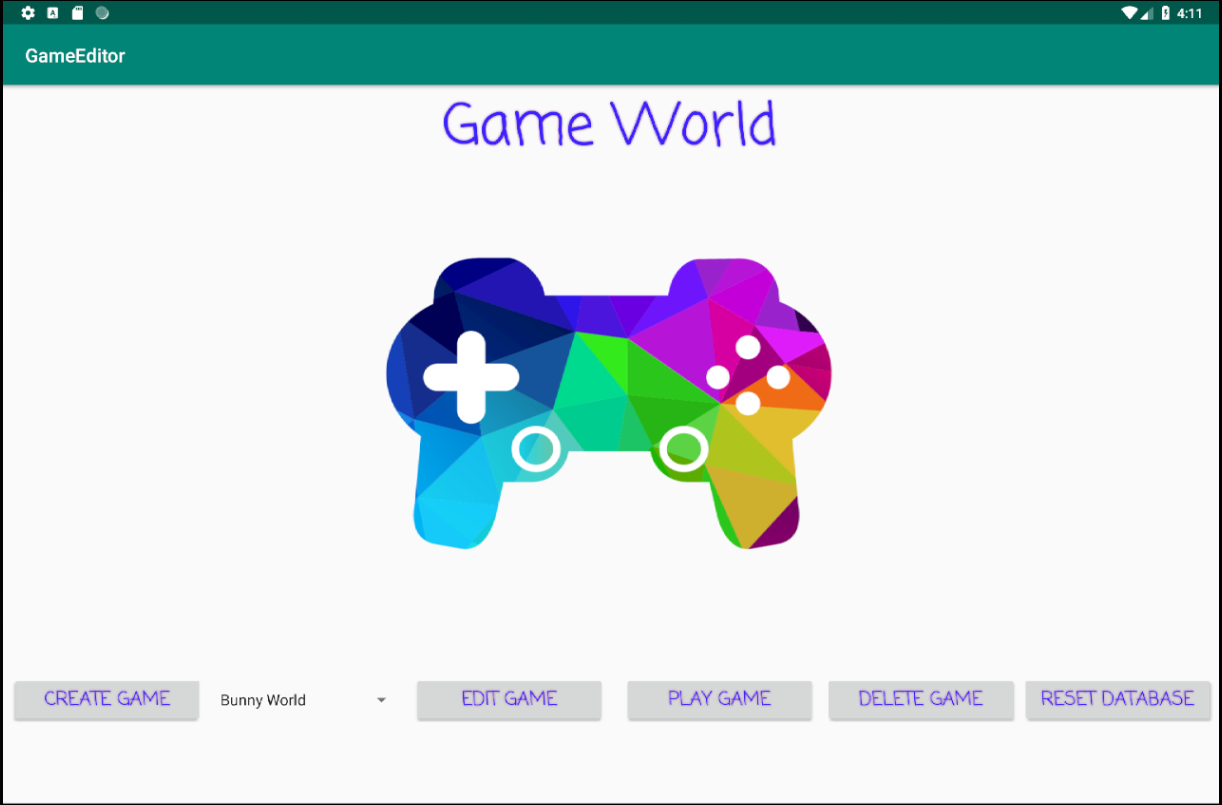 4:11
GameEditor
Game World
CREATE GAME
Bunny World
EDIT GAME
PLAY GAME
DELETE GAME
RESET DATABASE